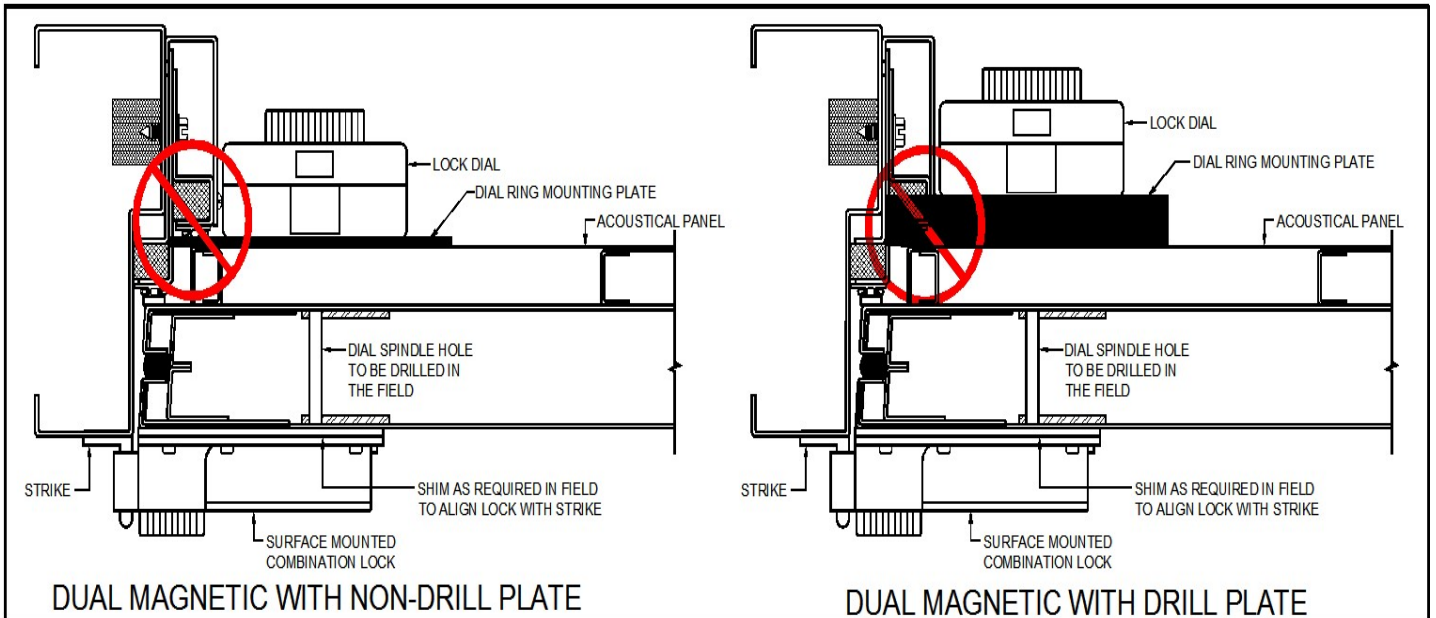 LOCK DIAL
DIAL RING MOUNTING PLATE
ACOUSTICAL PANEL
DIAL SPINDLE HOLE
TO BE DRILLED IN
THE FIELD
STRIKE
SHIM AS REQUIRED IN FIELD
TO ALIGN LOCK WITH STRIKE
SURFACE MOUNTED
COMBINATION LOCK
DUAL MAGNETIC WITH NON-DRILL PLATE
LOCK DIAL
DIAL RING MOUNTING PLATE
ACOUSTICAL PANEL
DIAL SPINDLE HOLE
TO BE DRILLED IN
THE FIELD
STRIKE
SHIM AS REQUIRED IN FIELD
TO ALIGN LOCK WITH STRIKE
SURFACE MOUNTED
COMBINATION LOCK
DUAL MAGNETIC WITH DRILL PLATE